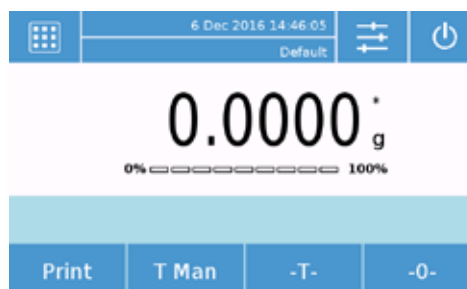 6 Dec 2016 14:46:05
Default
0.0000 * g
0% 100%
Print T Man -T- -0-